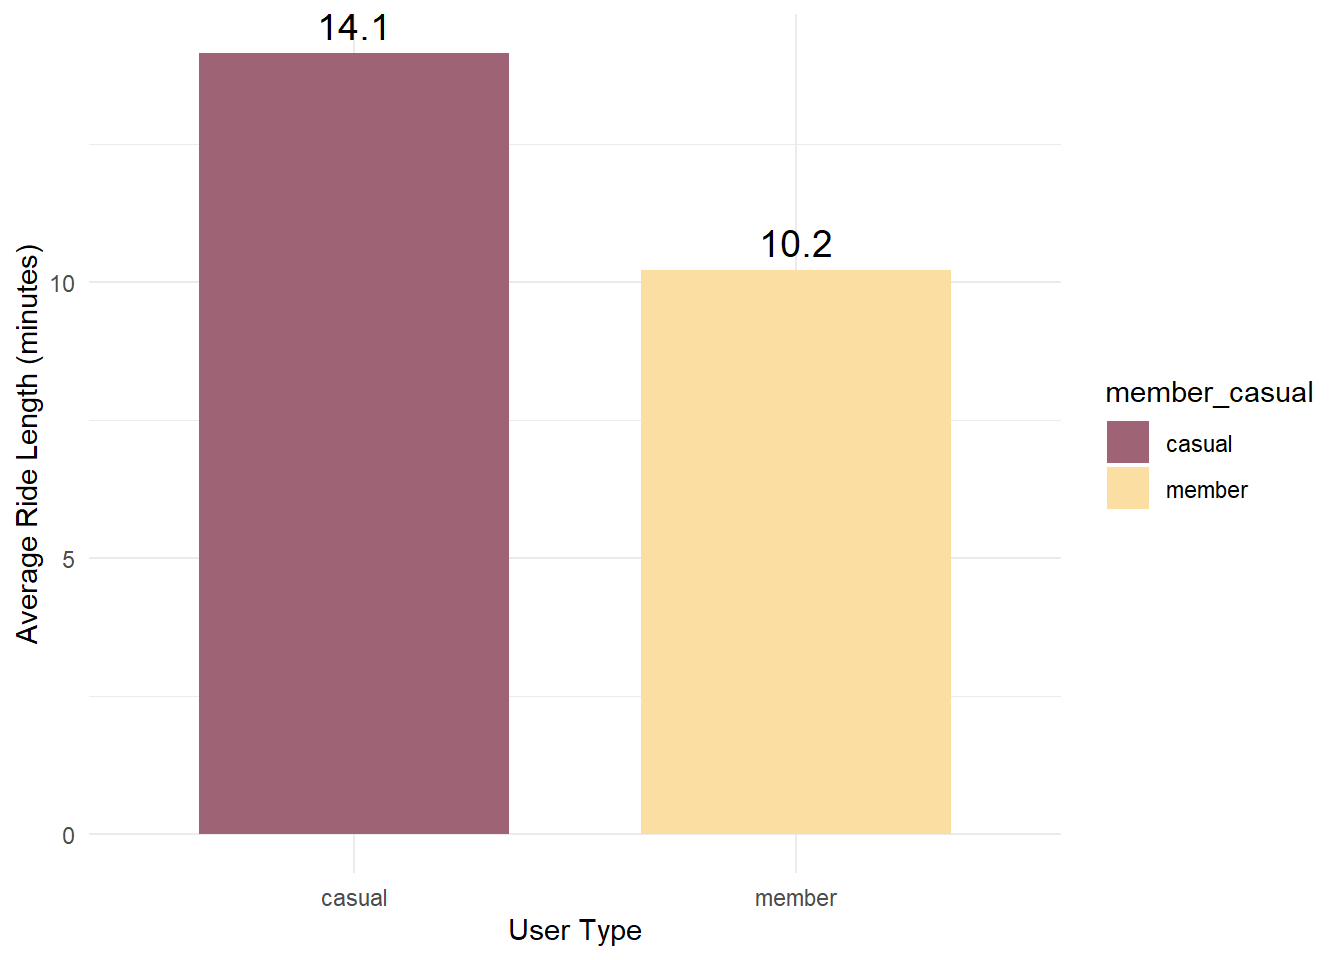 14.1
10.2
10
5
0
Average Ride Length (minutes)
casual
member
User Type
member_casual
casual
member